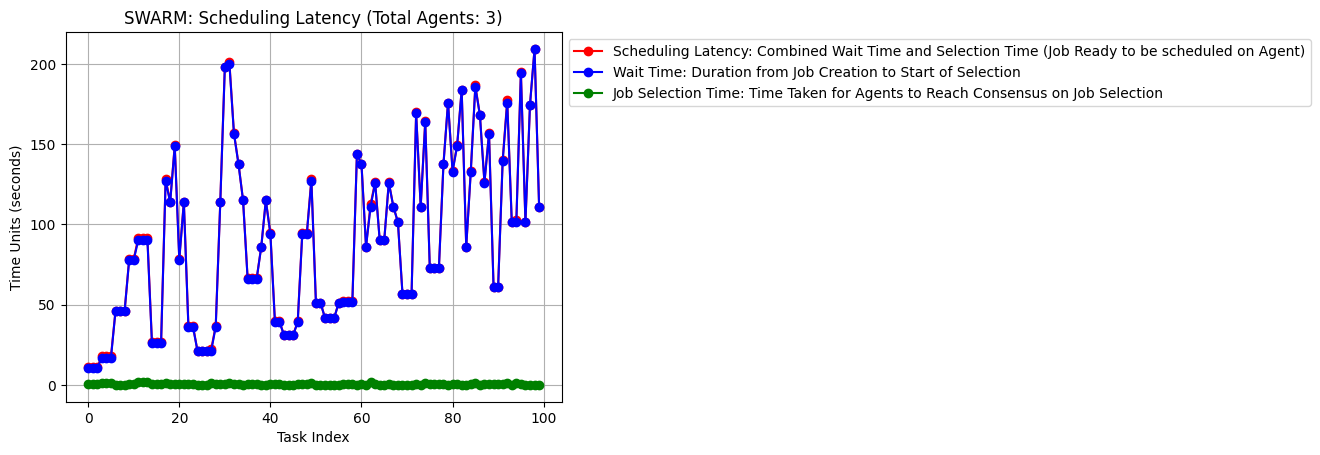 SWARM: Scheduling Latency (Total Agents: 3)
Scheduling Latency: Combined Wait Time and Selection Time (Job Ready to be scheduled on Agent)
Wait Time: Duration from Job Creation to Start of Selection
Job Selection Time: Time Taken for Agents to Reach Consensus on Job Selection
Time Units (seconds)
200
150
100
50
0
0 20 40 60 80 100
Task Index